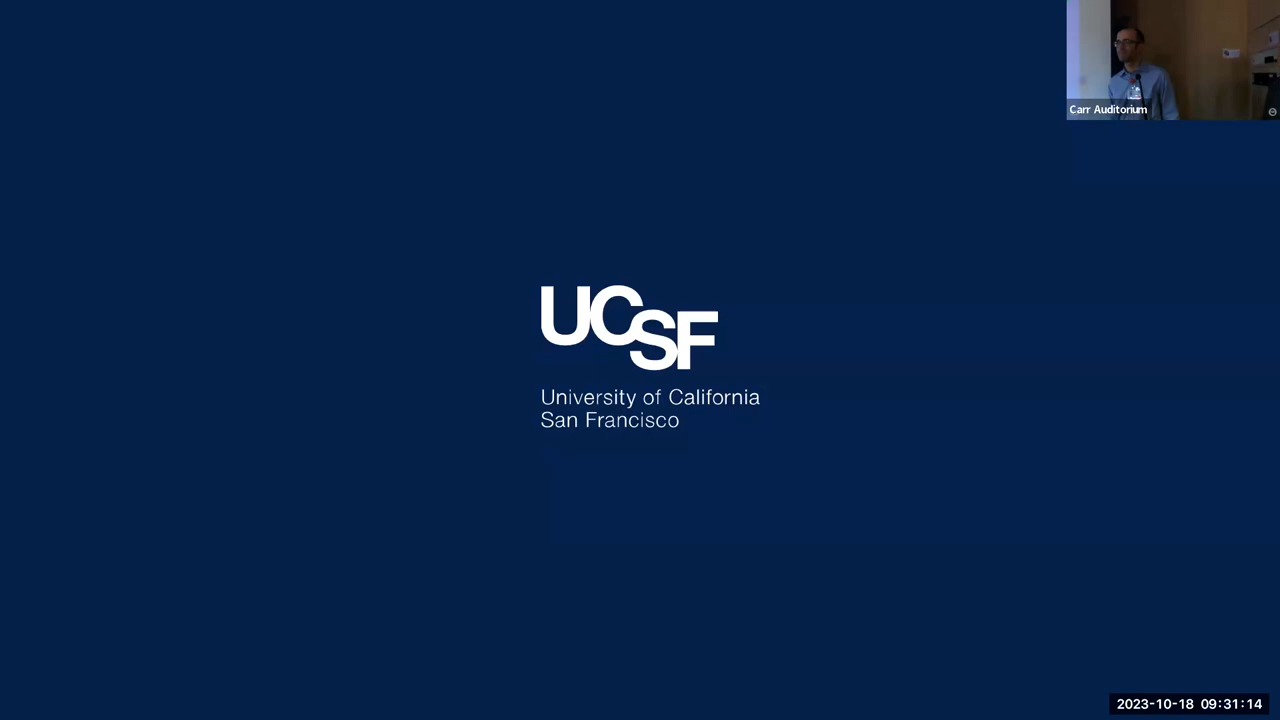 Carr Auditorium
UCSF
University of California
San Francisco
2023-10-18 09:31:14